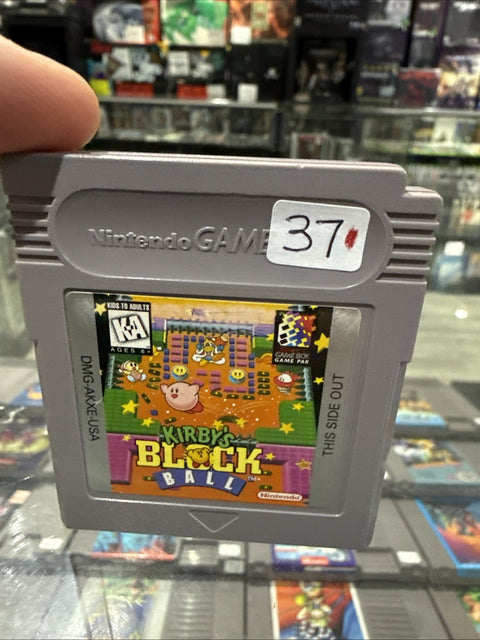 Nintendo GAME
37
KIDS TO ADULTS
K-A
AGES 6+
GAME BOY
GAME PAK
DMG-AKXE-USA
THIS SIDE OUT
KIRBY'S
BLOCK
BALL™
Nintendo